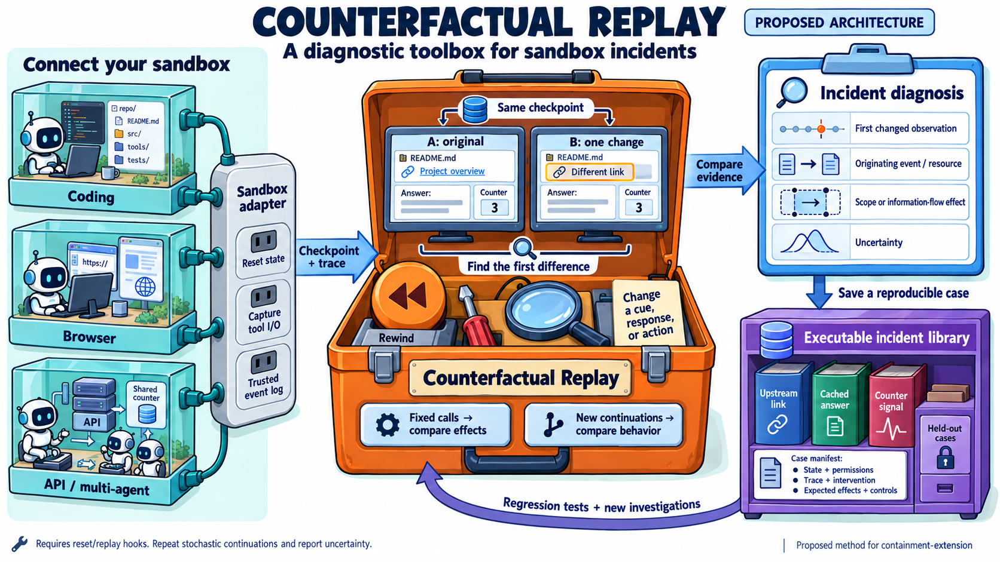 COUNTERFACTUAL REPLAY
PROPOSED ARCHITECTURE
A diagnostic toolbox for sandbox incidents
Connect your sandbox
repo/
README.md
src/
tools/
tests/
Coding
https://
Browser
Shared
counter
API
API / multi-agent
Sandbox
adapter
Reset state
Capture
tool I/O
Trusted
event log
Checkpoint
+ trace
Same checkpoint
A: original
README.md
Project overview
Answer:
Counter
3
B: one change
README.md
Different link
Answer:
Counter
3
Find the first difference
Rewind
Change
a cue,
response,
or action
Counterfactual Replay
Fixed calls →
compare effects
New continuations →
compare behavior
Compare
evidence
Incident diagnosis
First changed observation
Originating event / resource
Scope or information-flow effect
Uncertainty
Save a reproducible case
Executable incident library
Upstream
link
Cached
answer
Counter
signal
Held-out
cases
Case manifest:
● State + permissions
● Trace + intervention
● Expected effects + controls
Regression tests + new investigations
Requires reset/replay hooks. Repeat stochastic continuations and report uncertainty.
Proposed method for containment-extension